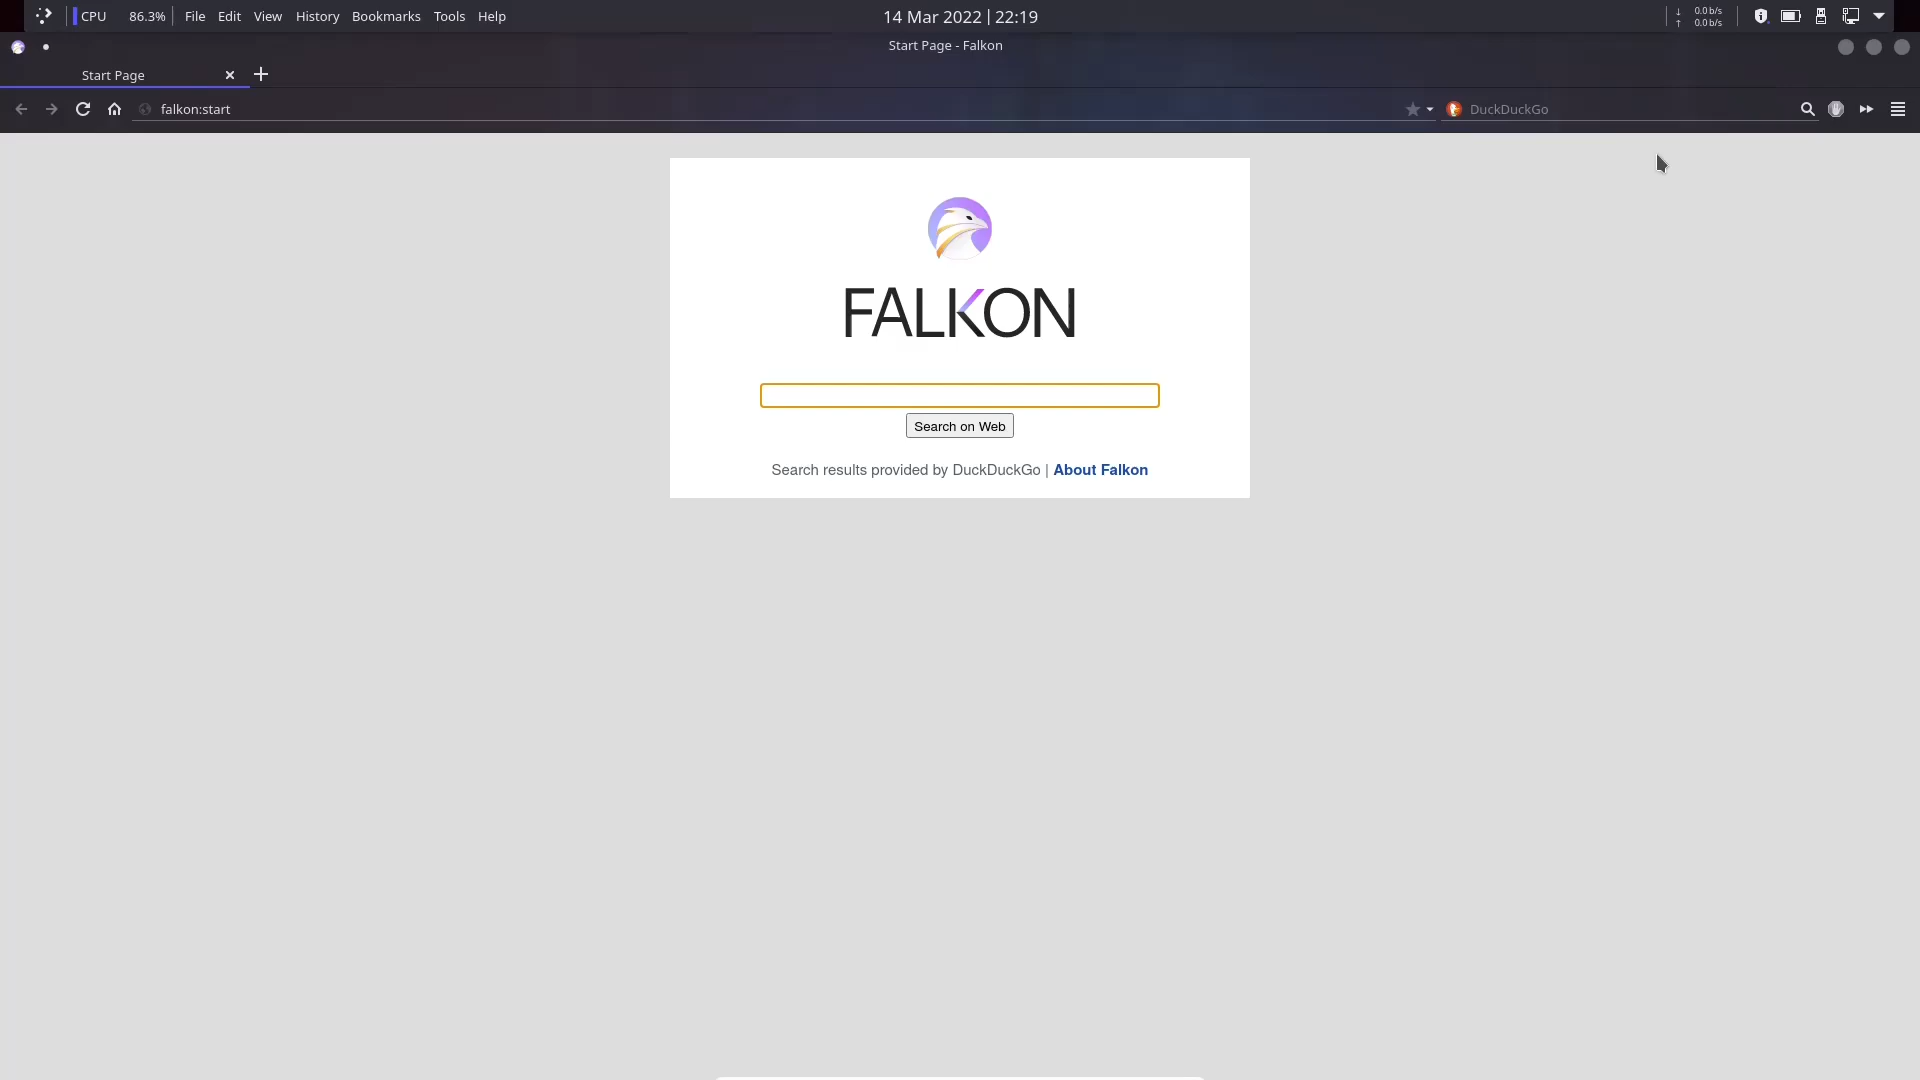 CPU 86.3% File Edit View History Bookmarks Tools Help 14 Mar 2022 | 22:19 ↓ 0.0 b/s
↑ 0.0 b/s
Start Page - Falkon
Start Page
falkon:start DuckDuckGo
FALKON
Search on Web
Search results provided by DuckDuckGo | About Falkon